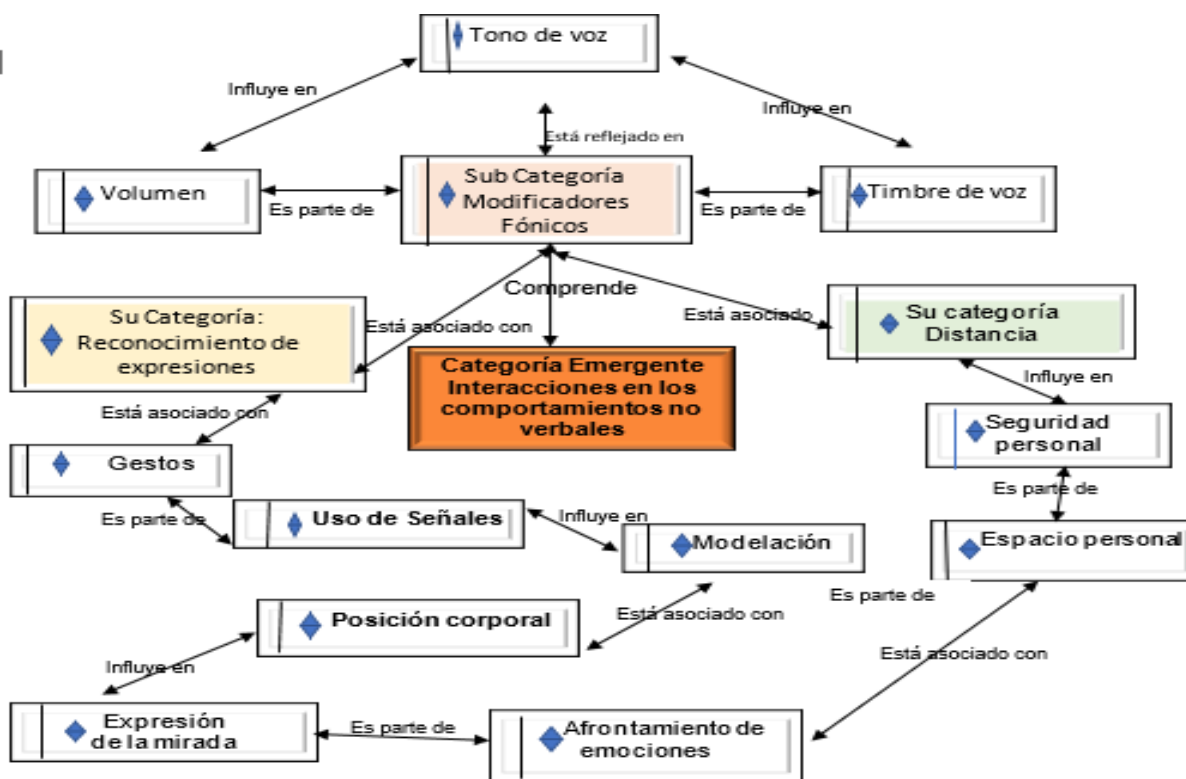 Tono de voz
Influye en
Influye en
Está reflejado en
Volumen
Es parte de
Sub Categoría
Modificadores
Fónicos
Es parte de
Timbre de voz
Comprende
Su Categoría:
Reconocimiento de
expresiones
Está asociado con
Está asociado
Su categoría
Distancia
Categoría Emergente
Interacciones en los
comportamientos no
verbales
Influye en
Está asociado con
Seguridad
personal
Gestos
Es parte de
Es parte de
Uso de Señales
Influye en
Modelación
Espacio personal
Es parte de
Posición corporal
Está asociado con
Está asociado con
Influye en
Expresión
de la mirada
Es parte de
Afrontamiento de
emociones